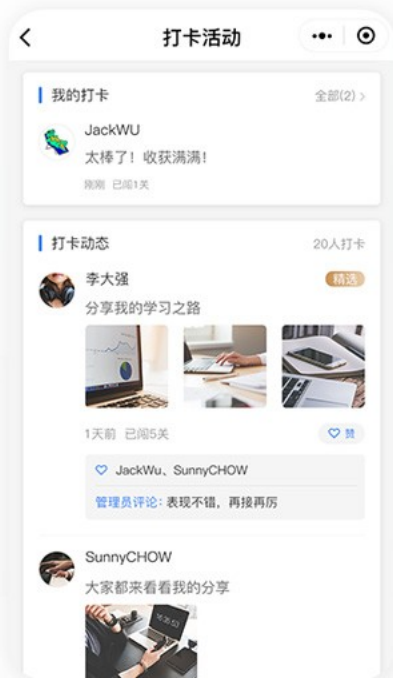 打卡活动
我的打卡
全部(2) >
JackWU
太棒了！收获满满！
刚刚 已闯1关
打卡动态
20人打卡
李大强
精选
分享我的学习之路
1天前 已闯5关
赞
JackWu、SunnyCHOW
管理员评论：表现不错，再接再厉
SunnyCHOW
大家都来看看我的分享
16:35:53